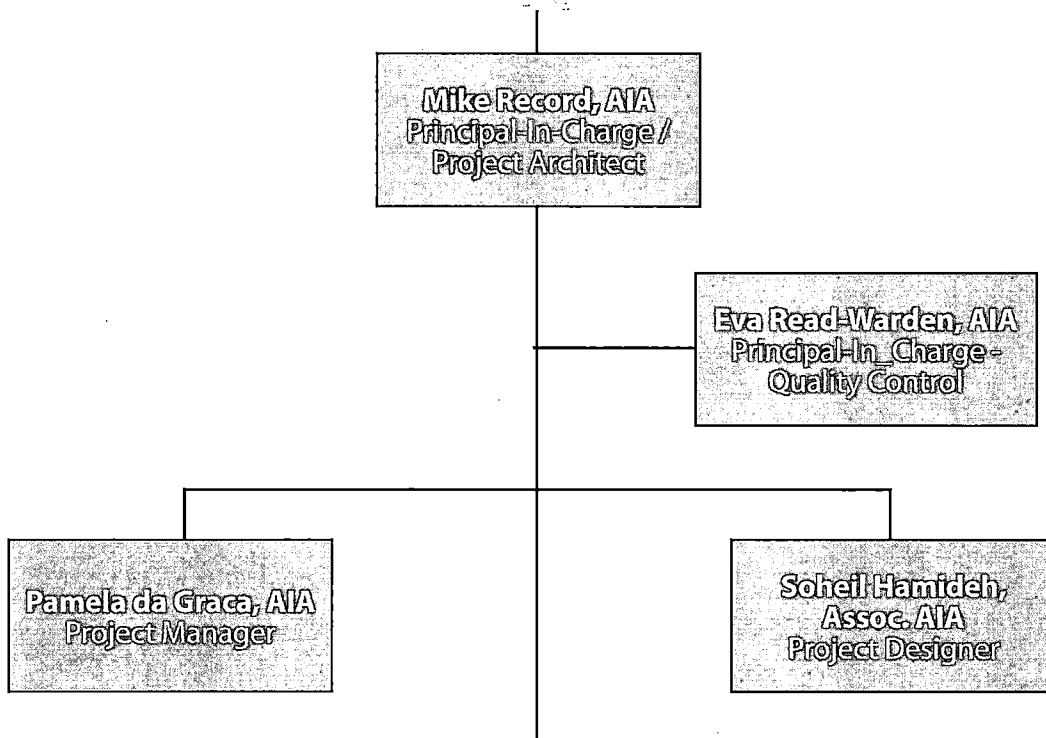 Mike Record, AIA
Principal-In-Charge /
Project Architect
Eva Read-Warden, AIA
Principal-In_Charge -
Quality Control
Pamela da Graca, AIA
Project Manager
Soheil Hamideh,
Assoc. AIA
Project Designer